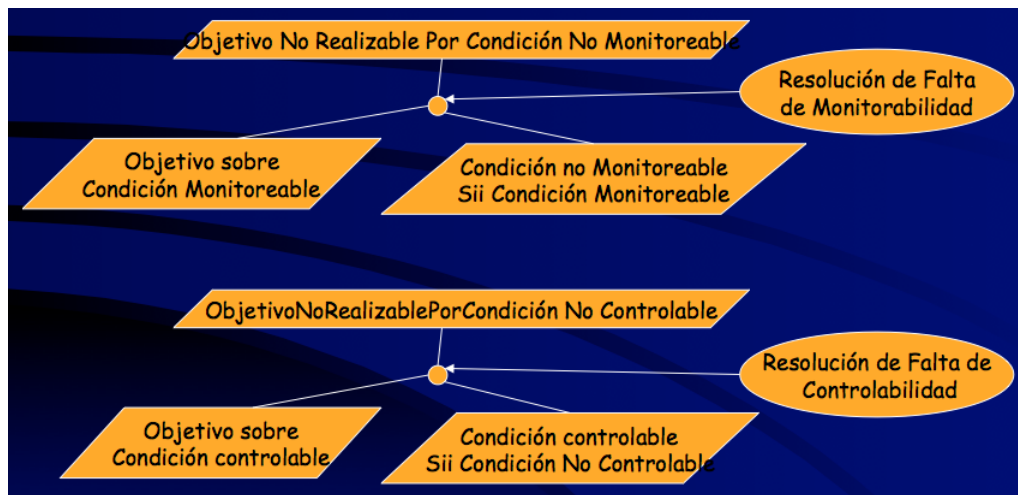 Objetivo No Realizable Por Condición No Monitoreable
Resolución de Falta
de Monitorabilidad
Objetivo sobre
Condición Monitoreable
Condición no Monitoreable
Sii Condición Monitoreable
ObjetivoNoRealizablePorCondición No Controlable
Resolución de Falta de
Controlabilidad
Objetivo sobre
Condición controlable
Condición controlable
Sii Condición No Controlable